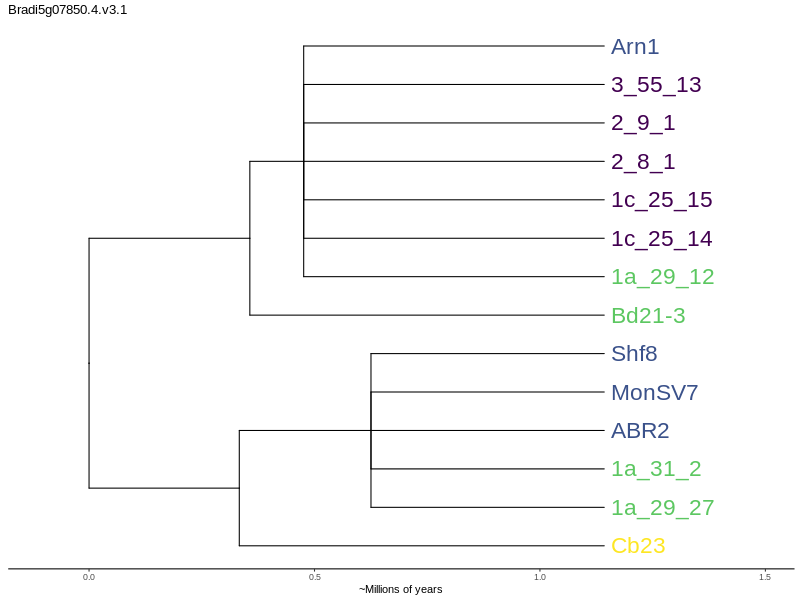 Bradi5g07850.4.v3.1
Arn1
3_55_13
2_9_1
2_8_1
1c_25_15
1c_25_14
1a_29_12
Bd21-3
Shf8
MonSV7
ABR2
1a_31_2
1a_29_27
Cb23
0.0 0.5 1.0 1.5
~Millions of years